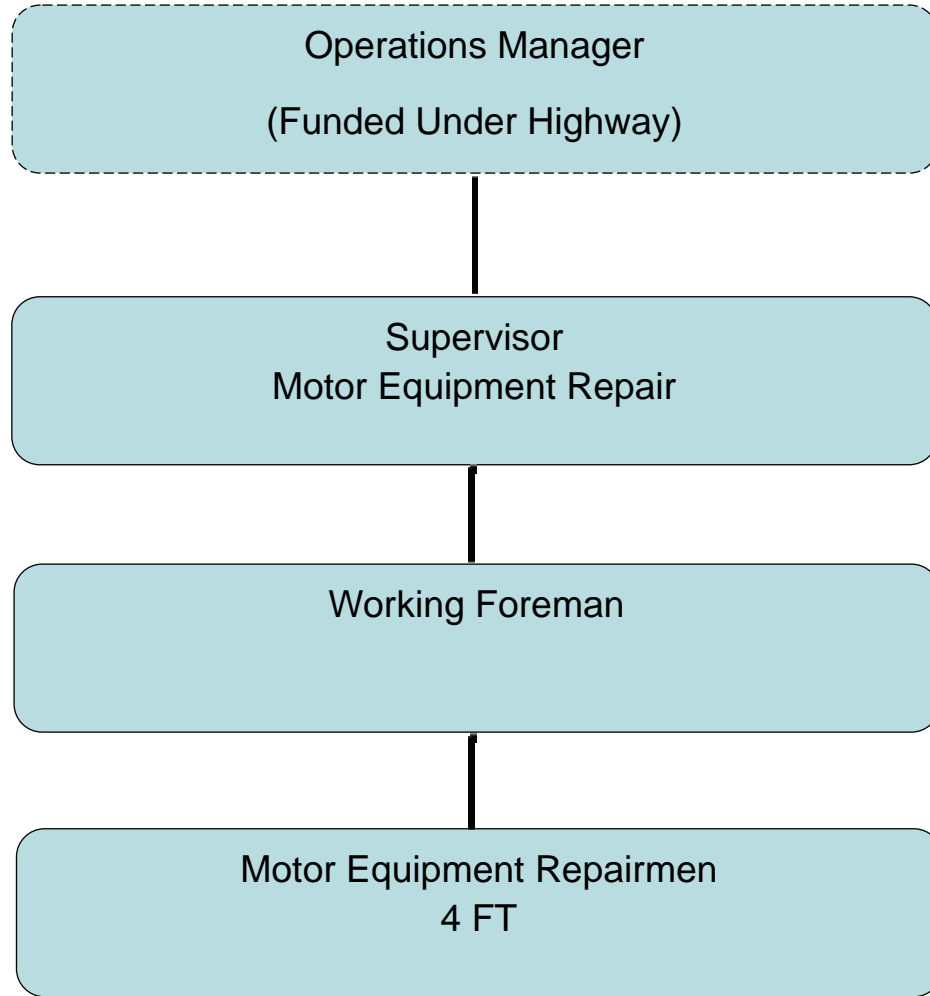 Operations Manager
(Funded Under Highway)
Supervisor
Motor Equipment Repair
Working Foreman
Motor Equipment Repairmen
4 FT